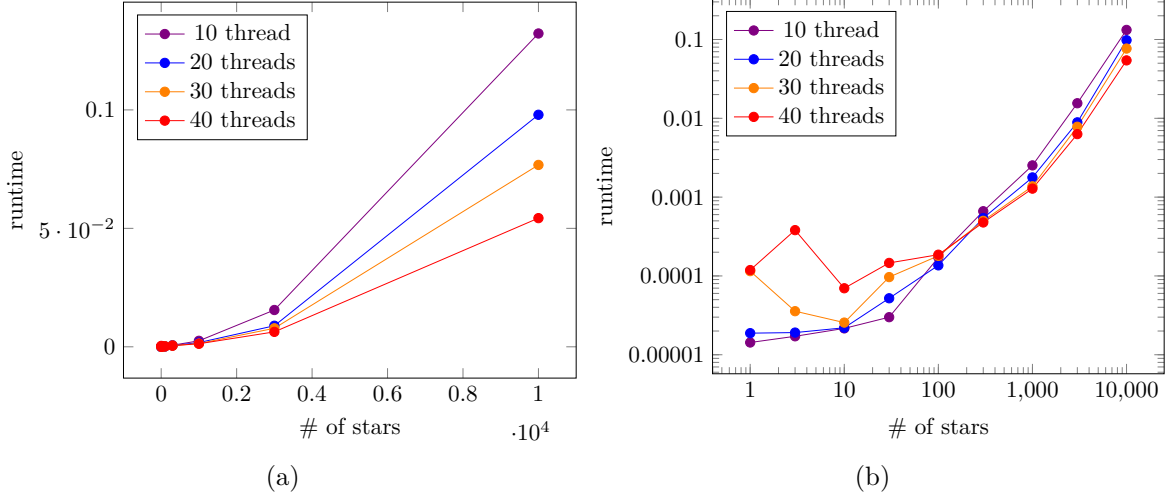 10 thread
20 threads
30 threads
40 threads
0.1
5 · 10⁻²
0
runtime
0 0.2 0.4 0.6 0.8 1
·10⁴
# of stars
(a)
10 thread
20 threads
30 threads
40 threads
0.1
0.01
0.001
0.0001
0.00001
runtime
1 10 100 1,000 10,000
# of stars
(b)